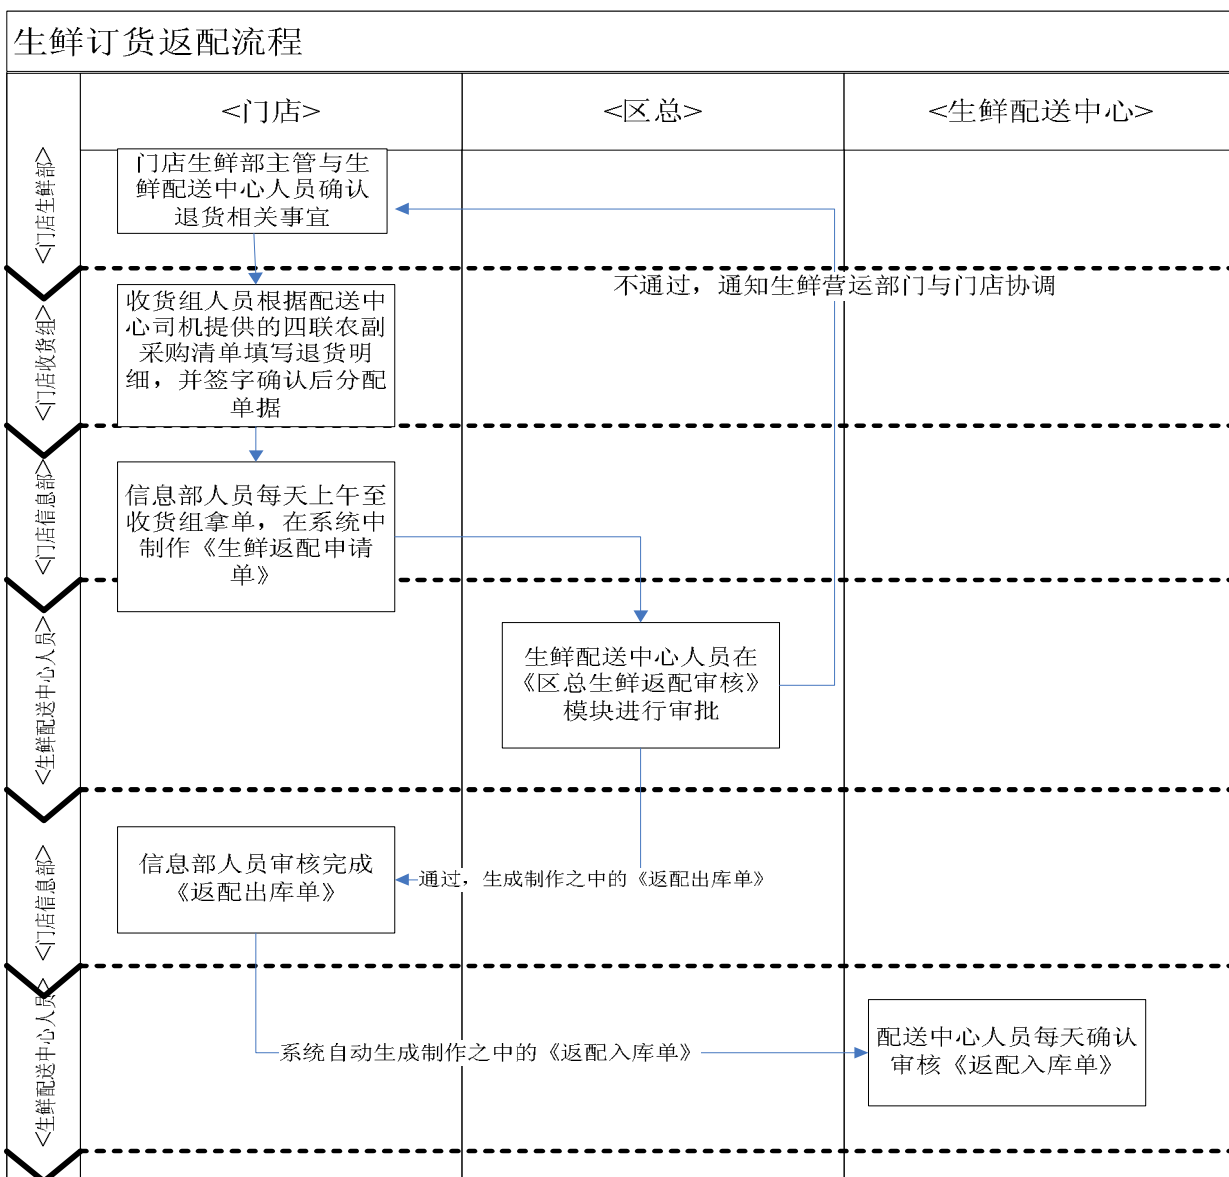 生鲜订货返配流程
<门店>
<区总>
<生鲜配送中心>
<门店生鲜部>
门店生鲜部主管与生
鲜配送中心人员确认
退货相关事宜
不通过，通知生鲜营运部门与门店协调
<门店收货组>
收货组人员根据配送中
心司机提供的四联农副
采购清单填写退货明
细，并签字确认后分配
单据
<门店信息部>
信息部人员每天上午至
收货组拿单，在系统中
制作《生鲜返配申请
单》
<生鲜配送中心人员>
生鲜配送中心人员在
《区总生鲜返配审核》
模块进行审批
<门店信息部>
信息部人员审核完成
《返配出库单》
通过，生成制作之中的《返配出库单》
<生鲜配送中心人员>
系统自动生成制作之中的《返配入库单》
配送中心人员每天确认
审核《返配入库单》